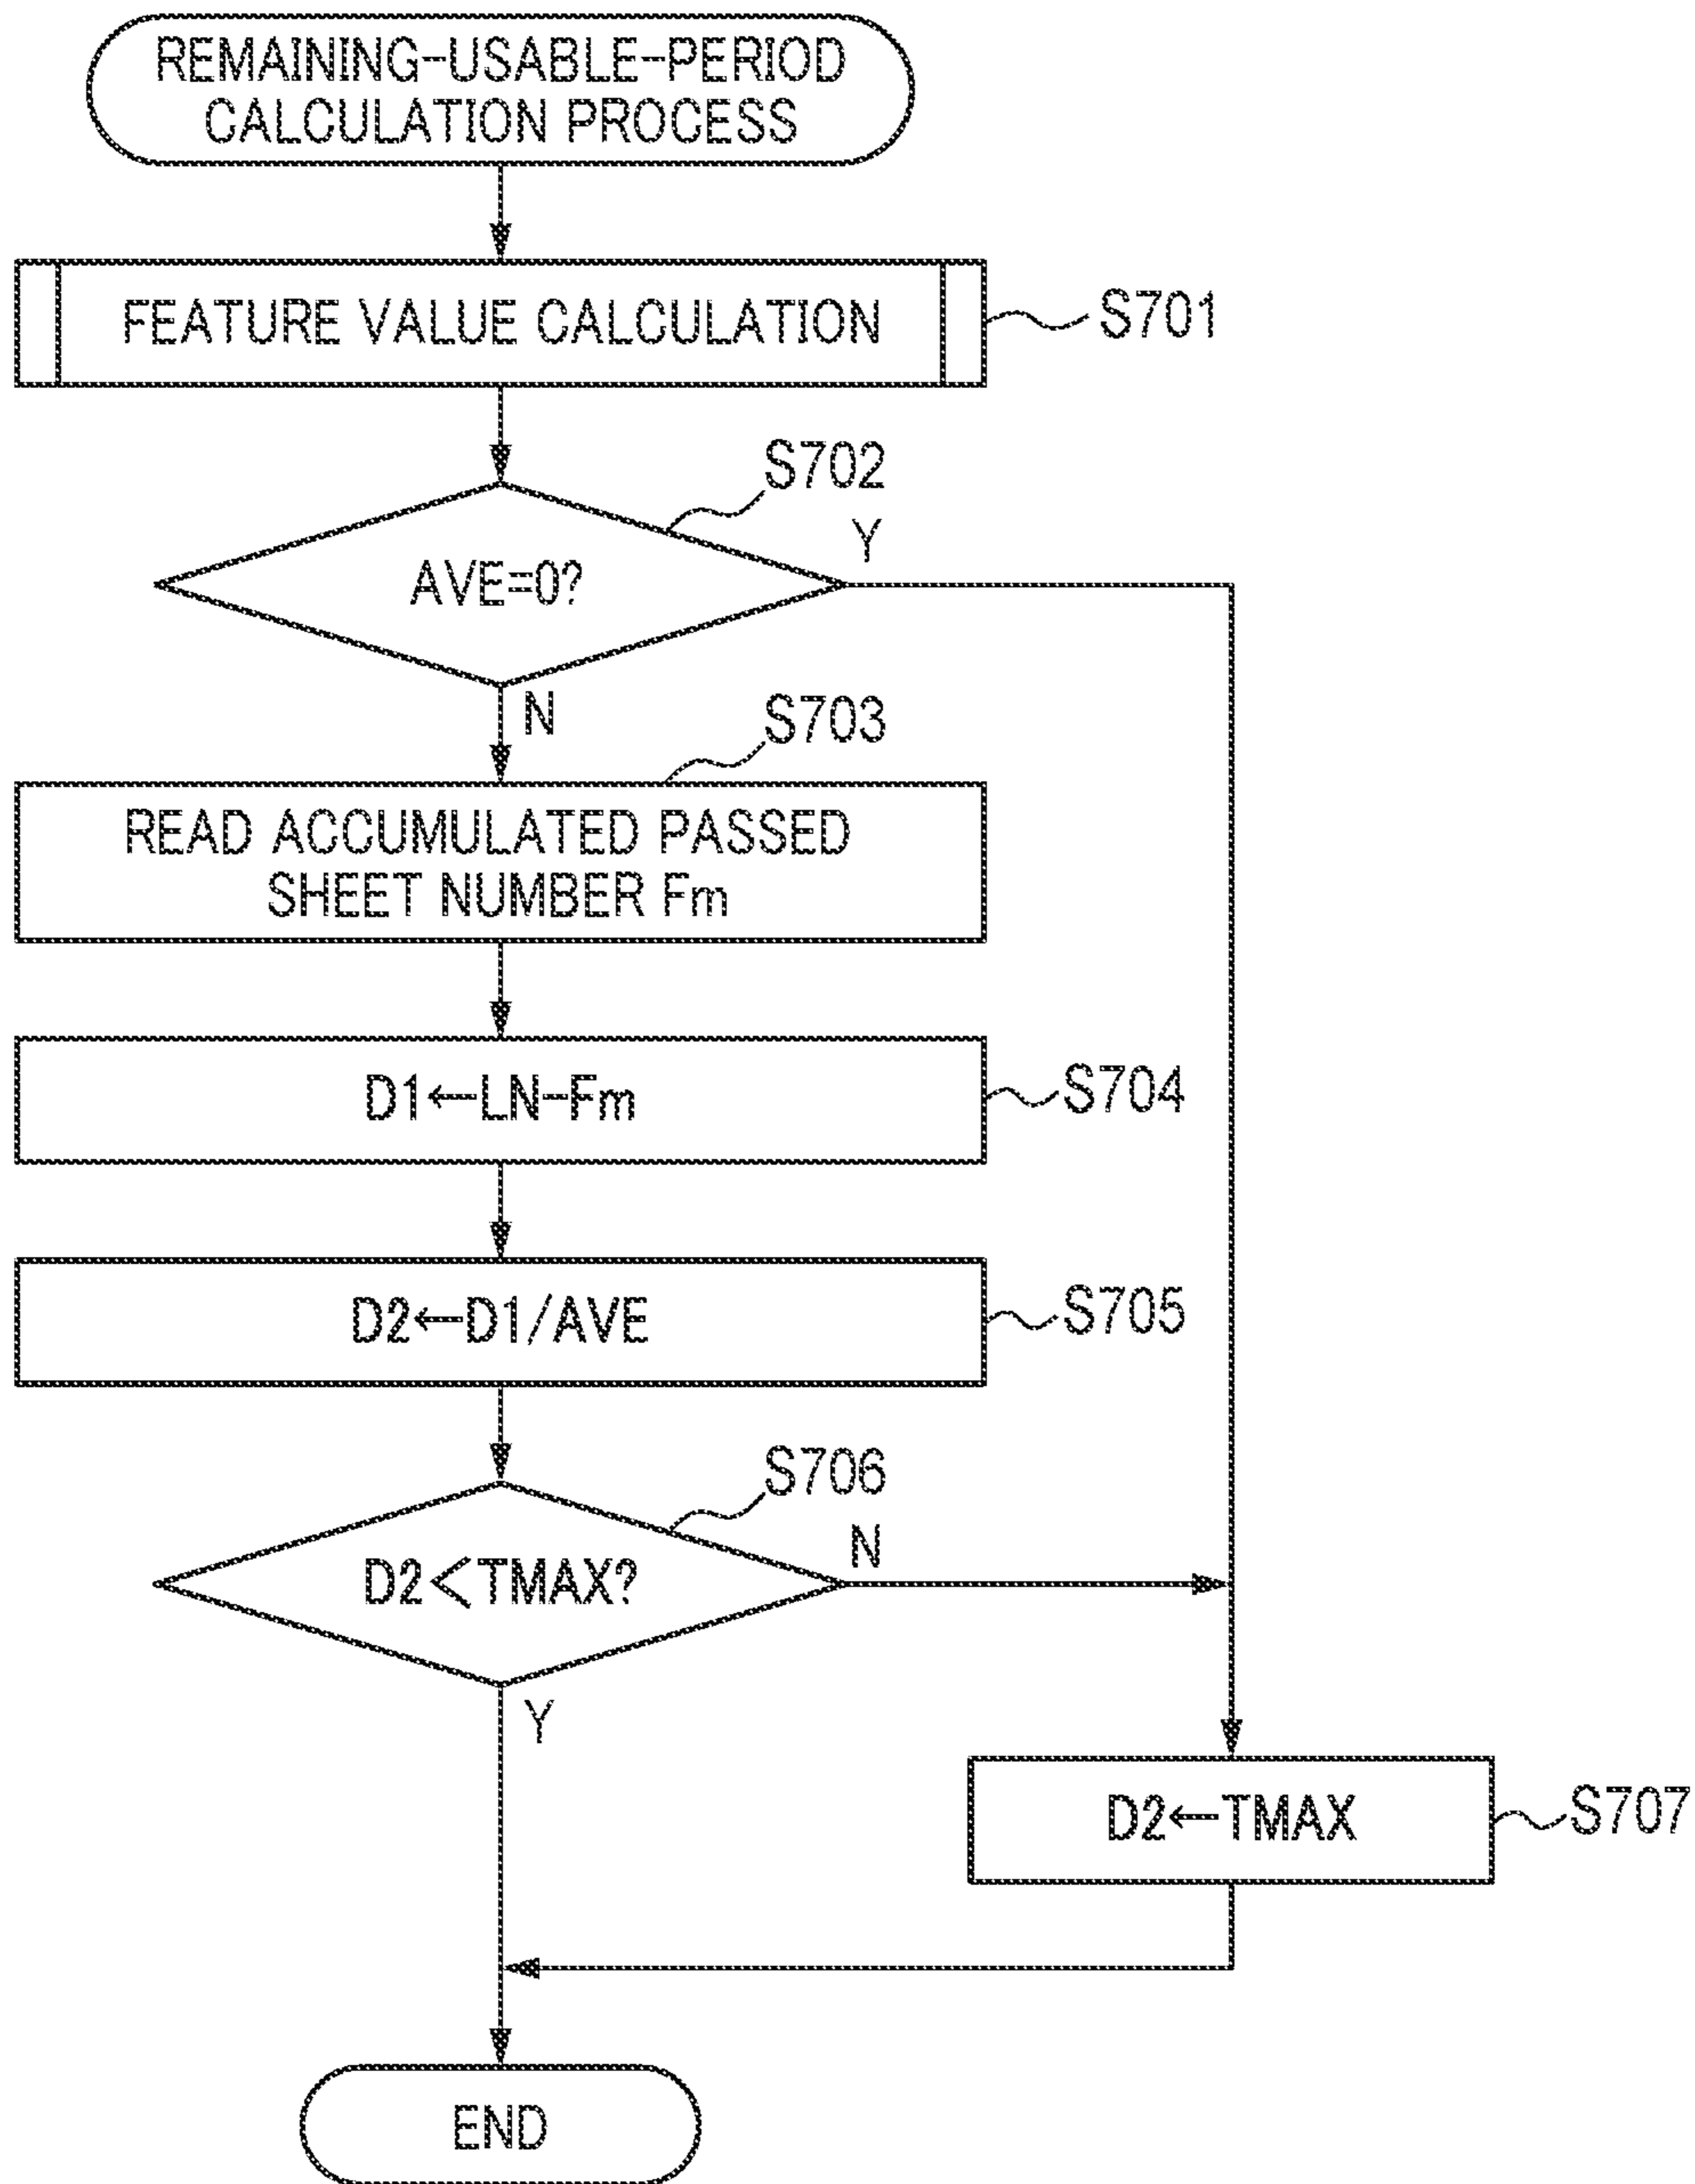 REMAINING-USABLE-PERIOD
CALCULATION PROCESS
FEATURE VALUE CALCULATION
S701
S702
AVE=0?
Y
N
S703
READ ACCUMULATED PASSED
SHEET NUMBER Fm
D1←LN-Fm
S704
D2←D1/AVE
S705
S706
D2<TMAX?
N
Y
D2←TMAX
S707
END